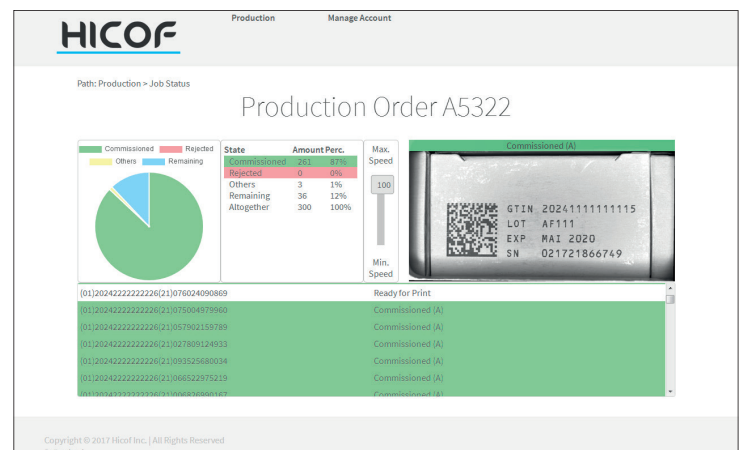 HICOF
Production Manage Account
Path: Production > Job Status
Production Order A5322
Commissioned Rejected
Others Remaining
State Amount Perc.
Commissioned 261 87%
Rejected 0 0%
Others 3 1%
Remaining 36 12%
Altogether 300 100%
Max.
Speed
100
Min.
Speed
Commissioned (A)
GTIN 20241111111115
LOT AF111
EXP MAI 2020
SN 021721866749
(01)20242222222226(21)076024090869 Ready for Print
(01)20242222222226(21)075004979960 Commissioned (A)
(01)20242222222226(21)057902159789 Commissioned (A)
(01)20242222222226(21)027809124933 Commissioned (A)
(01)20242222222226(21)093525680034 Commissioned (A)
(01)20242222222226(21)066522975219 Commissioned (A)
(01)20242222222226(21)006836990167 Commissioned (A)
Copyright © 2017 Hicof Inc. | All Rights Reserved